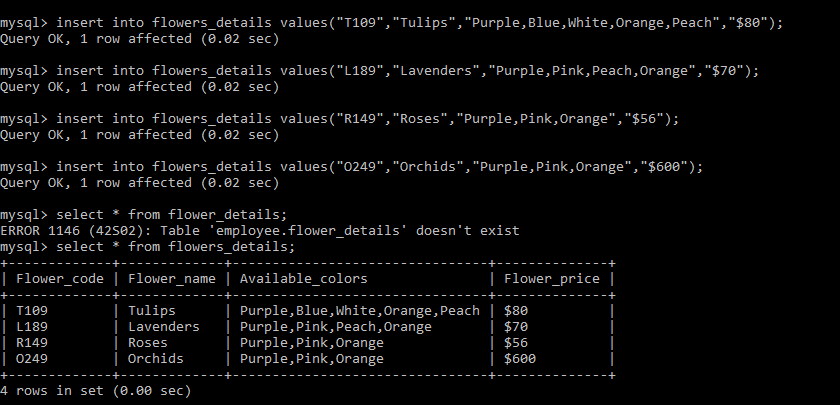 mysql> insert into flowers_details values("T109","Tulips","Purple,Blue,White,Orange,Peach","$80");
Query OK, 1 row affected (0.02 sec)
mysql> insert into flowers_details values("L189","Lavenders","Purple,Pink,Peach,Orange","$70");
Query OK, 1 row affected (0.02 sec)
mysql> insert into flowers_details values("R149","Roses","Purple,Pink,Orange","$56");
Query OK, 1 row affected (0.02 sec)
mysql> insert into flowers_details values("O249","Orchids","Purple,Pink,Orange","$600");
Query OK, 1 row affected (0.02 sec)
mysql> select * from flower_details;
ERROR 1146 (42S02): Table 'employee.flower_details' doesn't exist
mysql> select * from flowers_details;
+-------------+-------------+--------------------------------+--------------+
| Flower_code | Flower_name | Available_colors               | Flower_price |
+-------------+-------------+--------------------------------+--------------+
| T109        | Tulips      | Purple,Blue,White,Orange,Peach | $80          |
| L189        | Lavenders   | Purple,Pink,Peach,Orange       | $70          |
| R149        | Roses       | Purple,Pink,Orange             | $56          |
| O249        | Orchids     | Purple,Pink,Orange             | $600         |
+-------------+-------------+--------------------------------+--------------+
4 rows in set (0.00 sec)